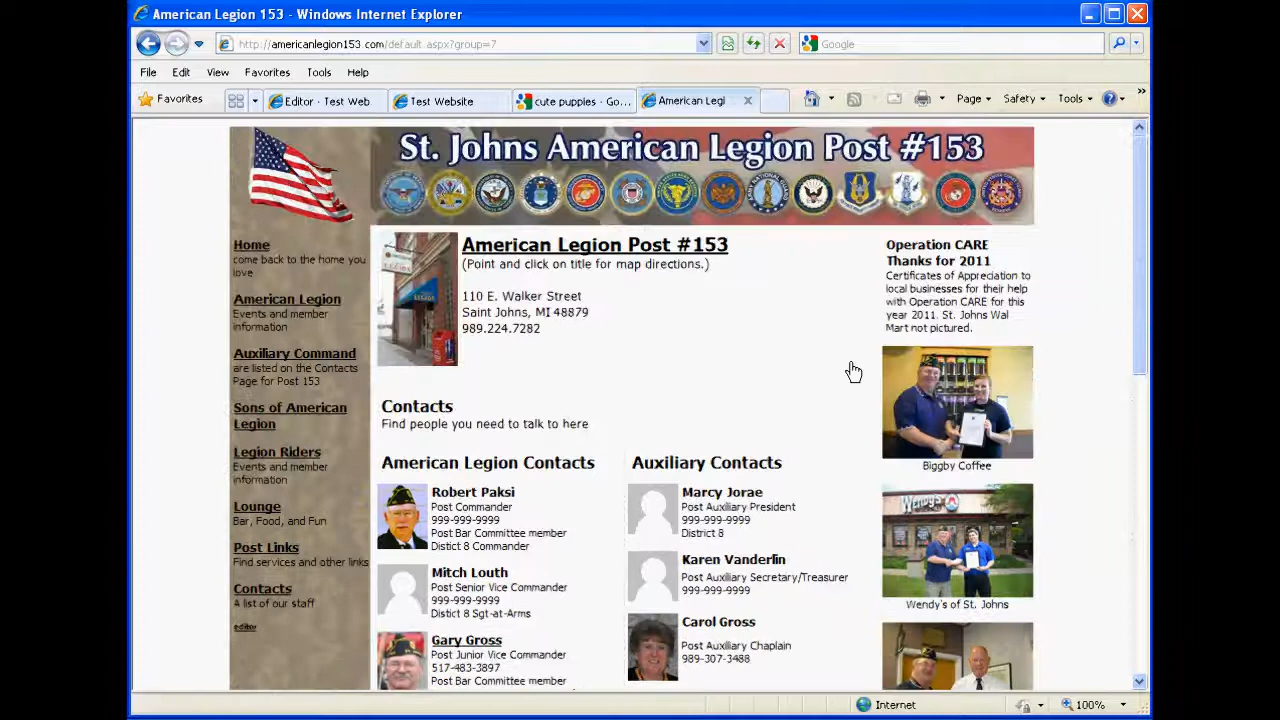 American Legion 153 - Windows Internet Explorer
http://americanlegion153.com/default.aspx?group=7
Google
File Edit View Favorites Tools Help
Favorites
Editor - Test Web
Test Website
cute puppies - Go...
American Legi
Page
Safety
Tools
St. Johns American Legion Post #153
Home
come back to the home you
love
American Legion
Events and member
information
Auxiliary Command
are listed on the Contacts
Page for Post 153
Sons of American
Legion
Legion Riders
Events and member
information
Lounge
Bar, Food, and Fun
Post Links
Find services and other links
Contacts
A list of our staff
editor
American Legion Post #153
(Point and click on title for map directions.)
110 E. Walker Street
Saint Johns, MI 48879
989.224.7282
Contacts
Find people you need to talk to here
American Legion Contacts
Robert Paksi
Post Commander
999-999-9999
Post Bar Committee member
Distict 8 Commander
Mitch Louth
Post Senior Vice Commander
999-999-9999
Distict 8 Sgt-at-Arms
Gary Gross
Post Junior Vice Commander
517-483-3897
Post Bar Committee member
Auxiliary Contacts
Marcy Jorae
Post Auxiliary President
999-999-9999
District 8
Karen Vanderlin
Post Auxiliary Secretary/Treasurer
999-999-9999
Carol Gross
Post Auxiliary Chaplain
989-307-3488
Operation CARE
Thanks for 2011
Certificates of Appreciation to
local businesses for their help
with Operation CARE for this
year 2011. St. Johns Wal
Mart not pictured.
Biggby Coffee
Wendy's
Wendy's of St. Johns
Internet
100%